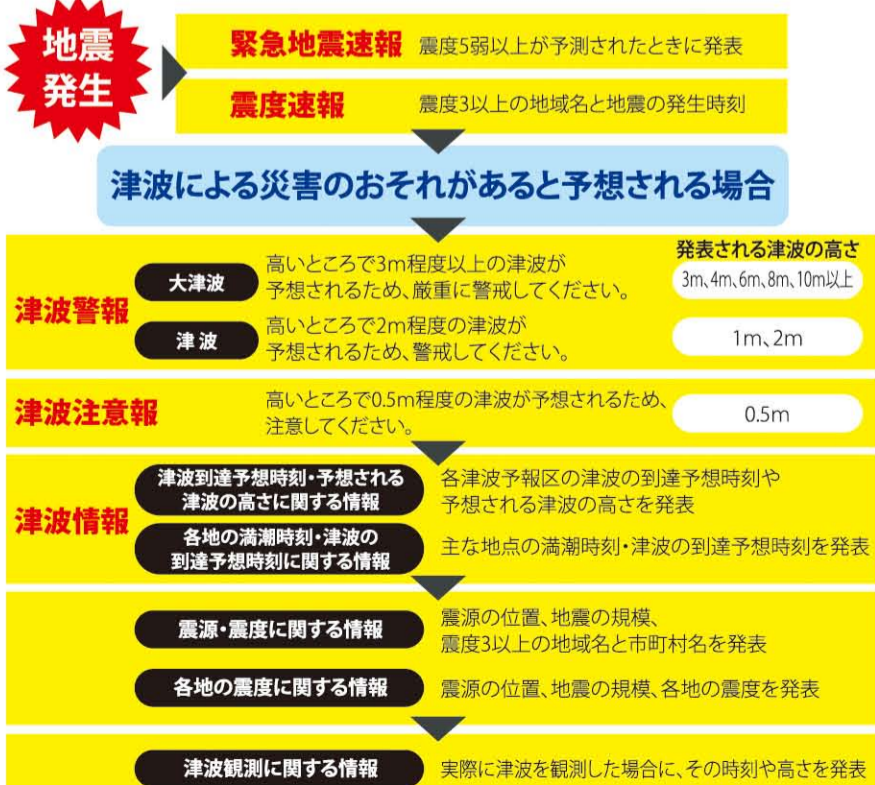 地震
発生
緊急地震速報 震度5弱以上が予測されたときに発表
震度速報 震度3以上の地域名と地震の発生時刻
津波による災害のおそれがあると予想される場合
発表される津波の高さ
津波警報
大津波
高いところで3m程度以上の津波が
予想されるため、厳重に警戒してください。
3m、4m、6m、8m、10m以上
津波
高いところで2m程度の津波が
予想されるため、警戒してください。
1m、2m
津波注意報
高いところで0.5m程度の津波が予想されるため、
注意してください。
0.5m
津波情報
津波到達予想時刻・予想される
津波の高さに関する情報
各津波予報区の津波の到達予想時刻や
予想される津波の高さを発表
各地の満潮時刻・津波の
到達予想時刻に関する情報
主な地点の満潮時刻・津波の到達予想時刻を発表
震源・震度に関する情報
震源の位置、地震の規模、
震度3以上の地域名と市町村名を発表
各地の震度に関する情報
震源の位置、地震の規模、各地の震度を発表
津波観測に関する情報
実際に津波を観測した場合に、その時刻や高さを発表